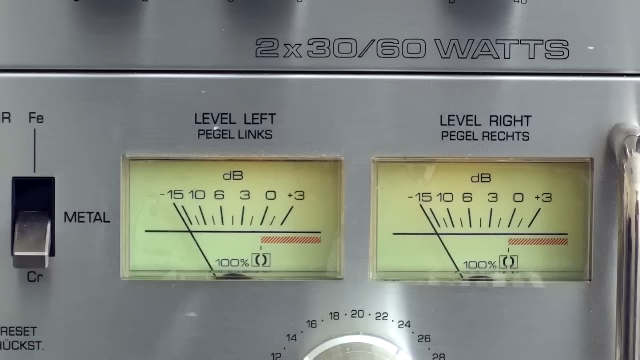 2x30/60 WATTS
R Fe
METAL
Cr
RESET
RÜCKST.
LEVEL LEFT
PEGEL LINKS
dB
-15 10 6 3 0 +3
100%
LEVEL RIGHT
PEGEL RECHTS
dB
-15 10 6 3 0 +3
100%
12 · 14 · 16 · 18 · 20 · 22 · 24 · 26 · 28